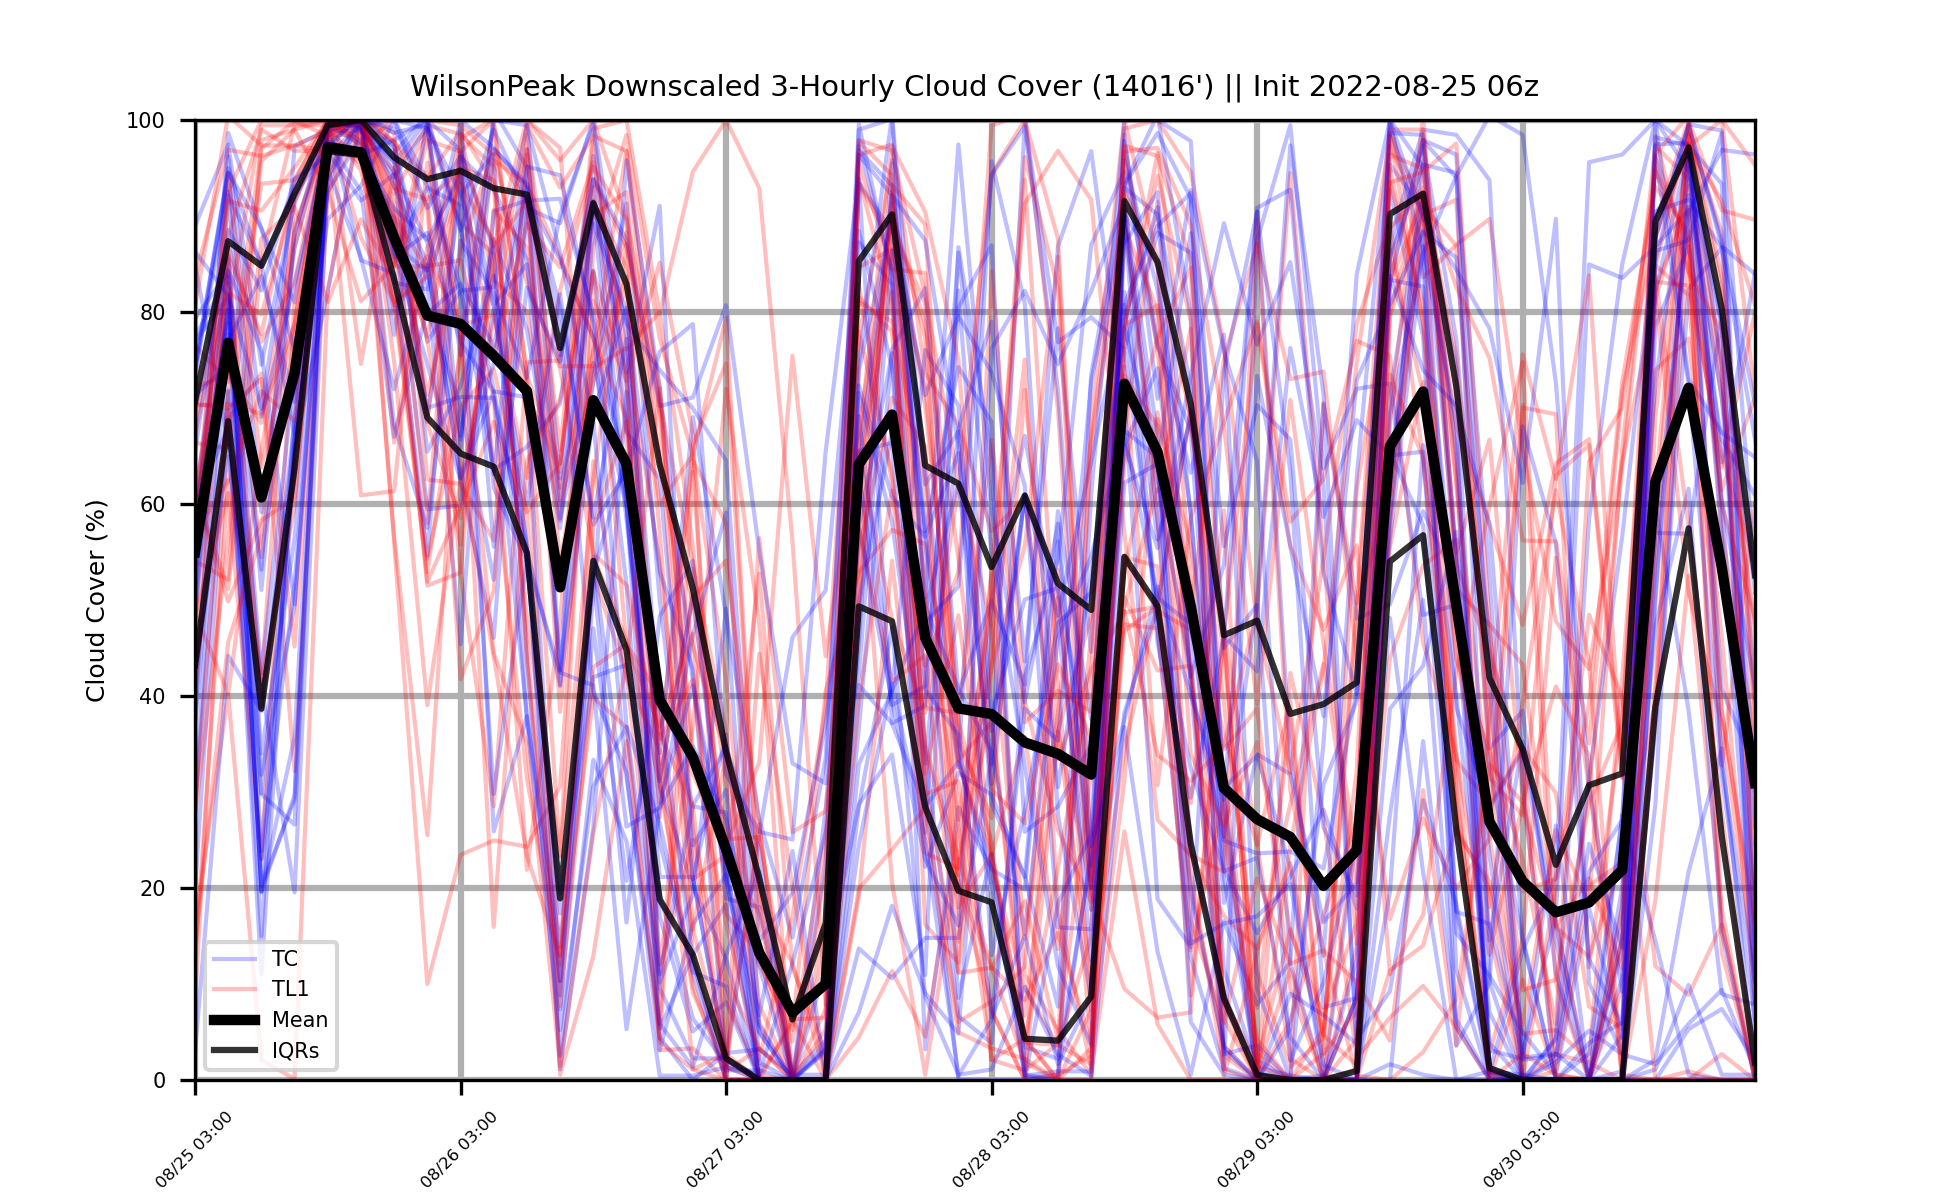 WilsonPeak Downscaled 3-Hourly Cloud Cover (14016') || Init 2022-08-25 06z
Cloud Cover (%)
100
80
60
40
20
0
TC
TL1
Mean
IQRs
08/25 03:00
08/26 03:00
08/27 03:00
08/28 03:00
08/29 03:00
08/30 03:00